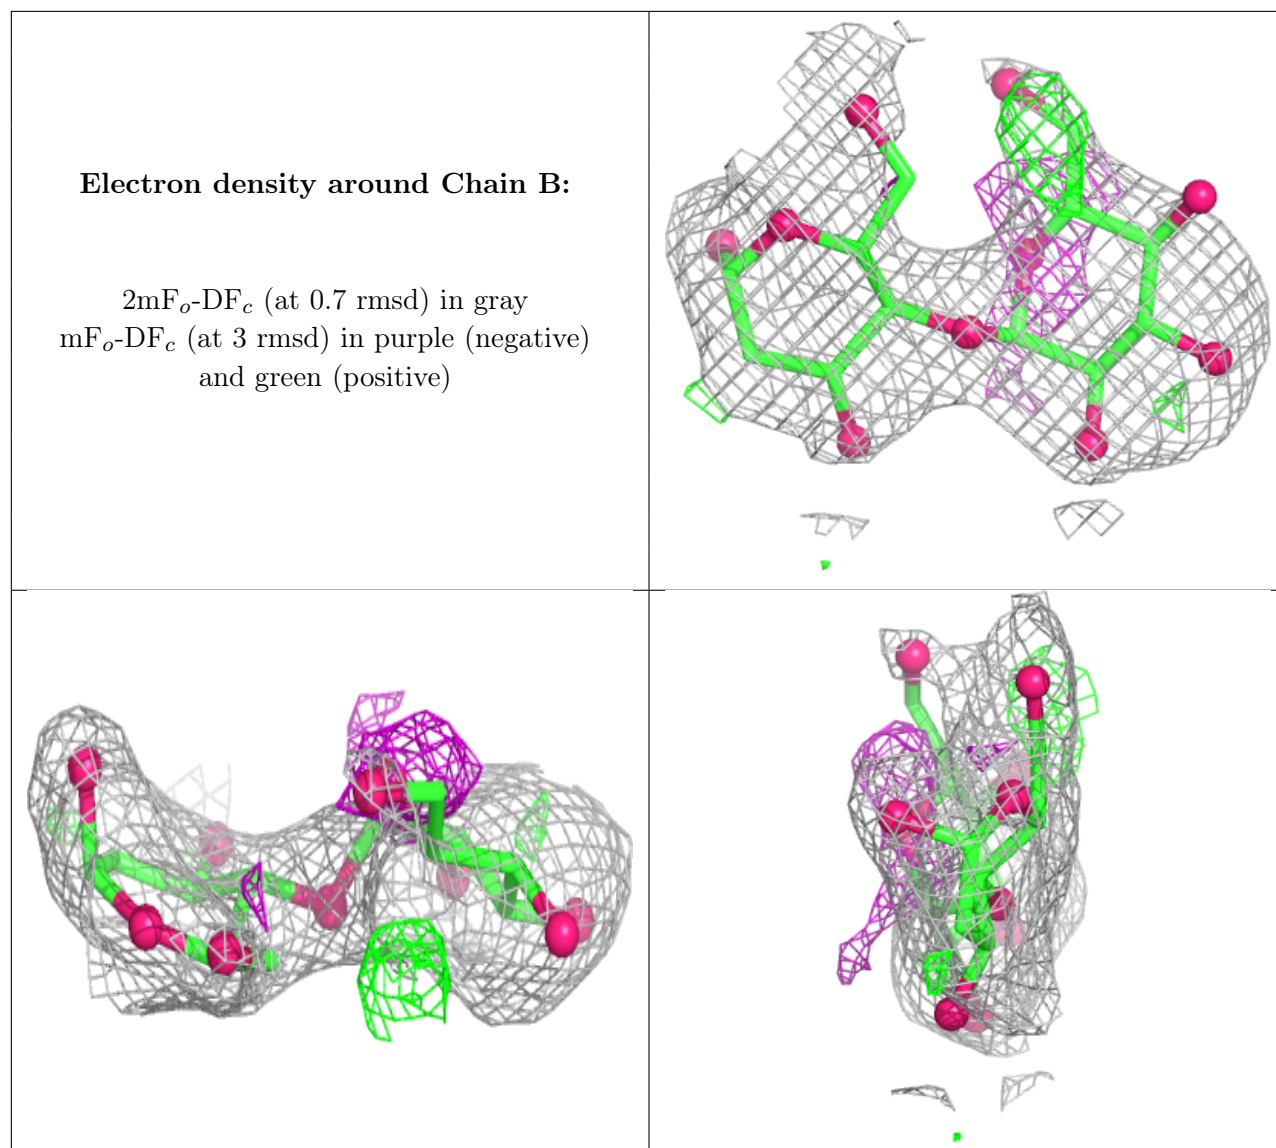 Electron density around Chain B:
2mFₒ-DF𝒸 (at 0.7 rmsd) in gray
mFₒ-DF𝒸 (at 3 rmsd) in purple (negative)
and green (positive)